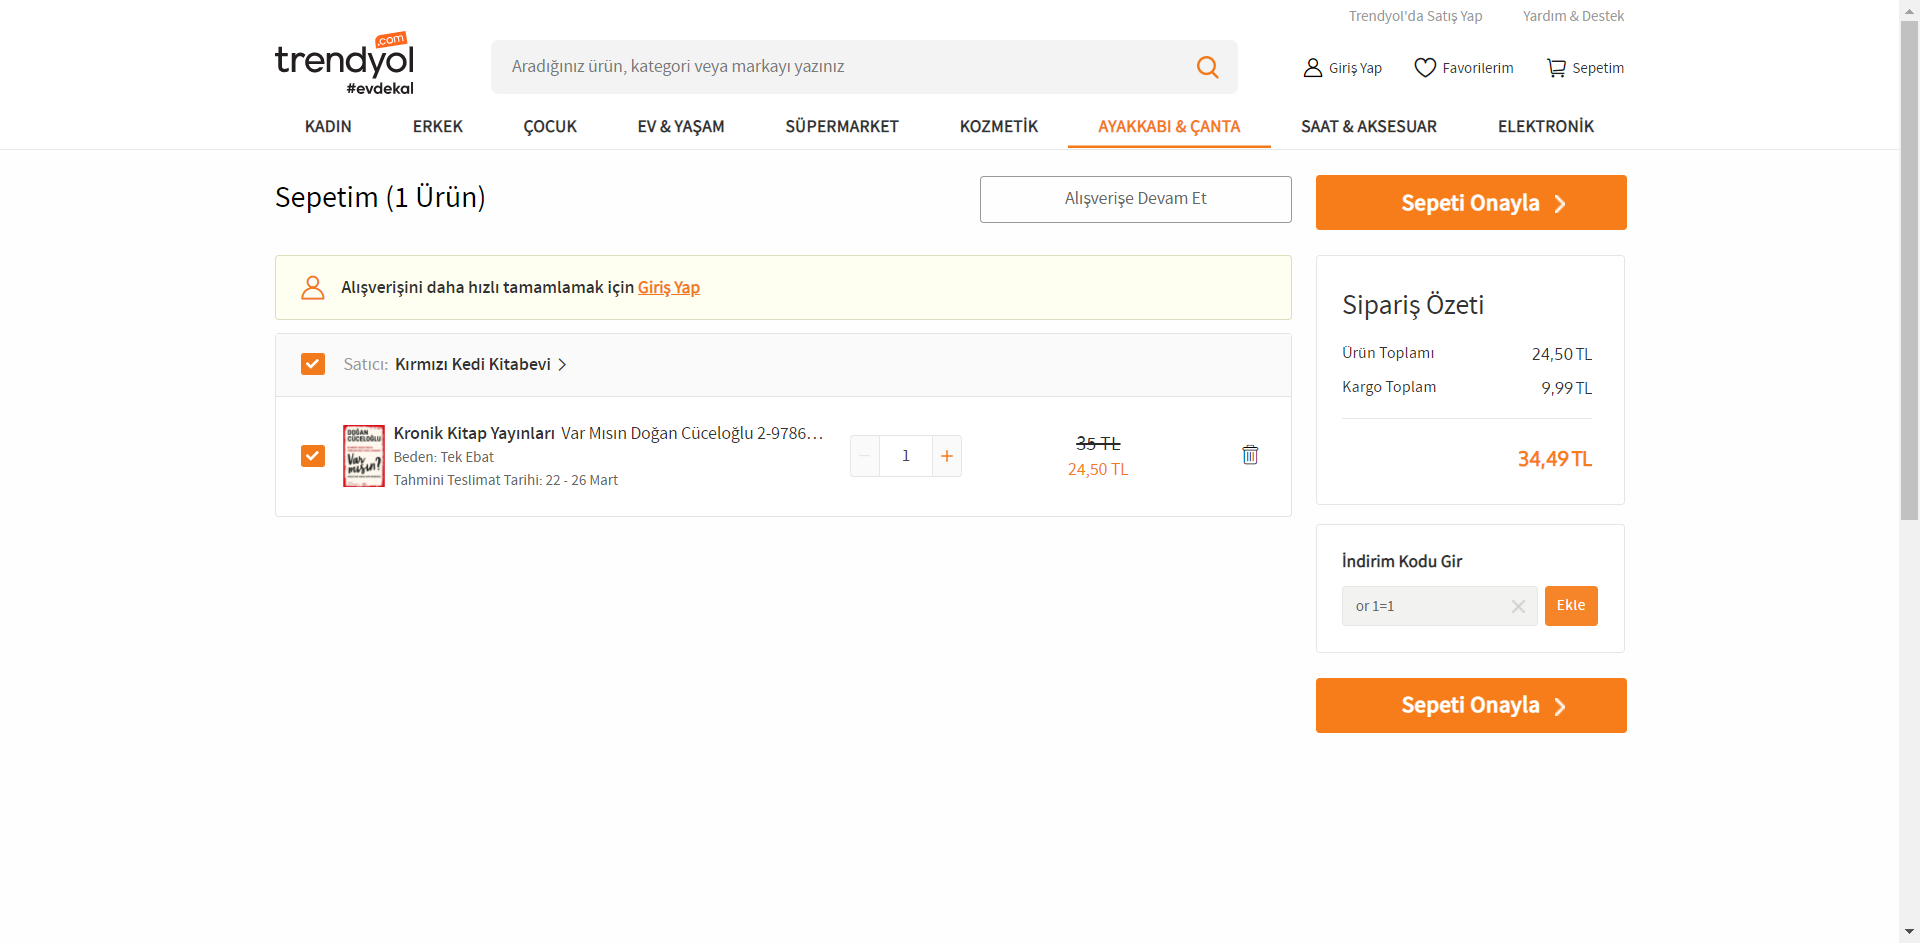 Trendyol'da Satış Yap Yardım & Destek
.com
trendyol
#evdekal
Aradığınız ürün, kategori veya markayı yazınız
Giriş Yap Favorilerim Sepetim
KADIN ERKEK ÇOCUK EV & YAŞAM SÜPERMARKET KOZMETİK AYAKKABI & ÇANTA SAAT & AKSESUAR ELEKTRONİK
Sepetim (1 Ürün)
Alışverişe Devam Et
Sepeti Onayla
Alışverişini daha hızlı tamamlamak için Giriş Yap
Satıcı: Kırmızı Kedi Kitabevi
DOĞAN
CÜCELOĞLU
Var
mısın?
Kronik Kitap Yayınları Var Mısın Doğan Cüceloğlu 2-9786...
Beden: Tek Ebat
Tahmini Teslimat Tarihi: 22 - 26 Mart
1
35 TL
24,50 TL
Sipariş Özeti
Ürün Toplamı 24,50 TL
Kargo Toplam 9,99 TL
34,49 TL
İndirim Kodu Gir
or 1=1
Ekle
Sepeti Onayla